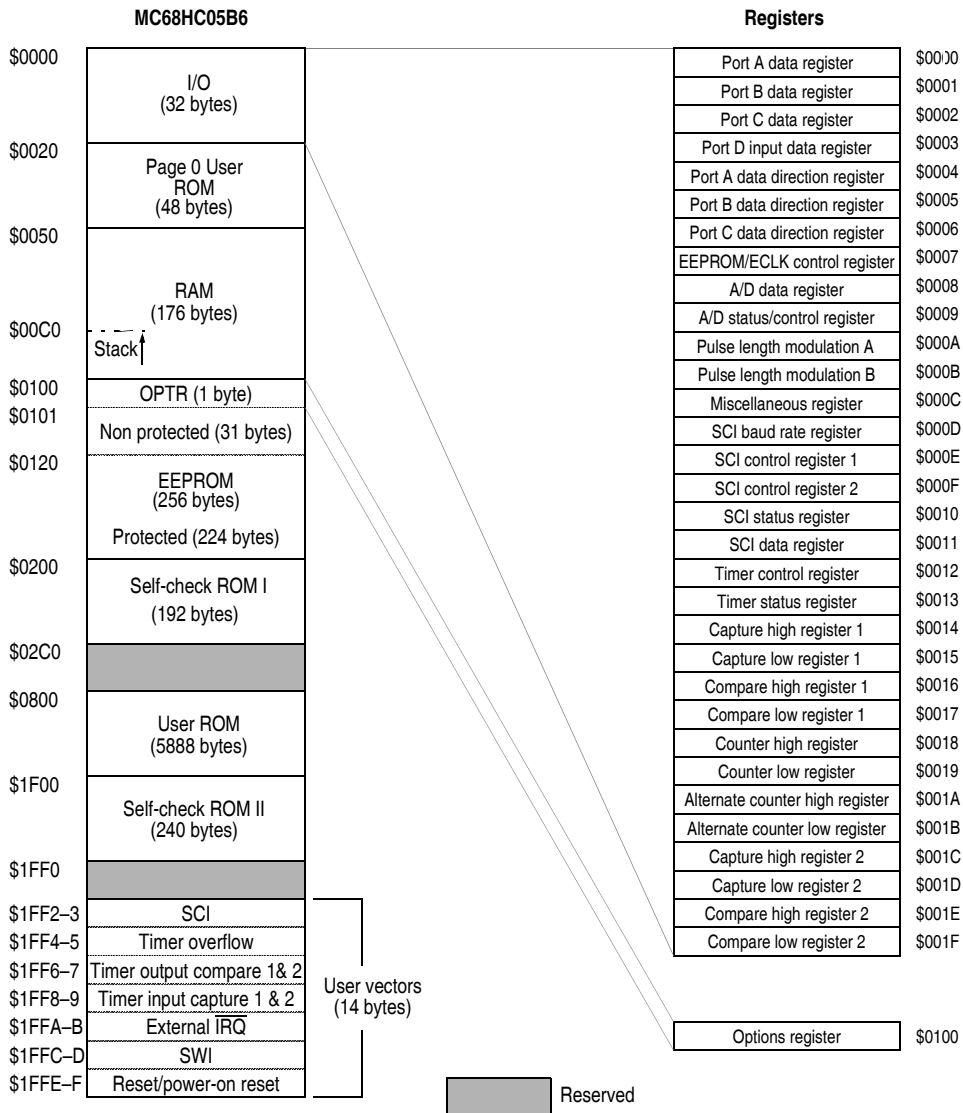 MC68HC05B6
$0000
I/O
(32 bytes)
$0020
Page 0 User
ROM
(48 bytes)
$0050
RAM
(176 bytes)
$00C0
Stack
$0100
OPTR (1 byte)
$0101
Non protected (31 bytes)
$0120
EEPROM
(256 bytes)
Protected (224 bytes)
$0200
Self-check ROM I
(192 bytes)
$02C0
$0800
User ROM
(5888 bytes)
$1F00
Self-check ROM II
(240 bytes)
$1FF0
$1FF2–3 SCI
$1FF4–5 Timer overflow
$1FF6–7 Timer output compare 1& 2
$1FF8–9 Timer input capture 1 & 2
$1FFA–B External I̅R̅Q̅
$1FFC–D SWI
$1FFE–F Reset/power-on reset
User vectors
(14 bytes)
Reserved
Registers
Port A data register $0000
Port B data register $0001
Port C data register $0002
Port D input data register $0003
Port A data direction register $0004
Port B data direction register $0005
Port C data direction register $0006
EEPROM/ECLK control register $0007
A/D data register $0008
A/D status/control register $0009
Pulse length modulation A $000A
Pulse length modulation B $000B
Miscellaneous register $000C
SCI baud rate register $000D
SCI control register 1 $000E
SCI control register 2 $000F
SCI status register $0010
SCI data register $0011
Timer control register $0012
Timer status register $0013
Capture high register 1 $0014
Capture low register 1 $0015
Compare high register 1 $0016
Compare low register 1 $0017
Counter high register $0018
Counter low register $0019
Alternate counter high register $001A
Alternate counter low register $001B
Capture high register 2 $001C
Capture low register 2 $001D
Compare high register 2 $001E
Compare low register 2 $001F
Options register $0100